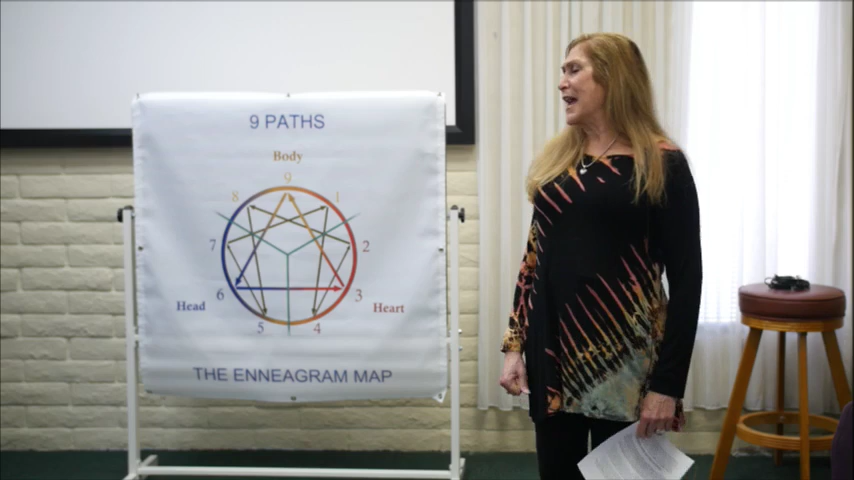 9 PATHS
Body
9
8 1
7 2
6 3
Head Heart
5 4
THE ENNEAGRAM MAP